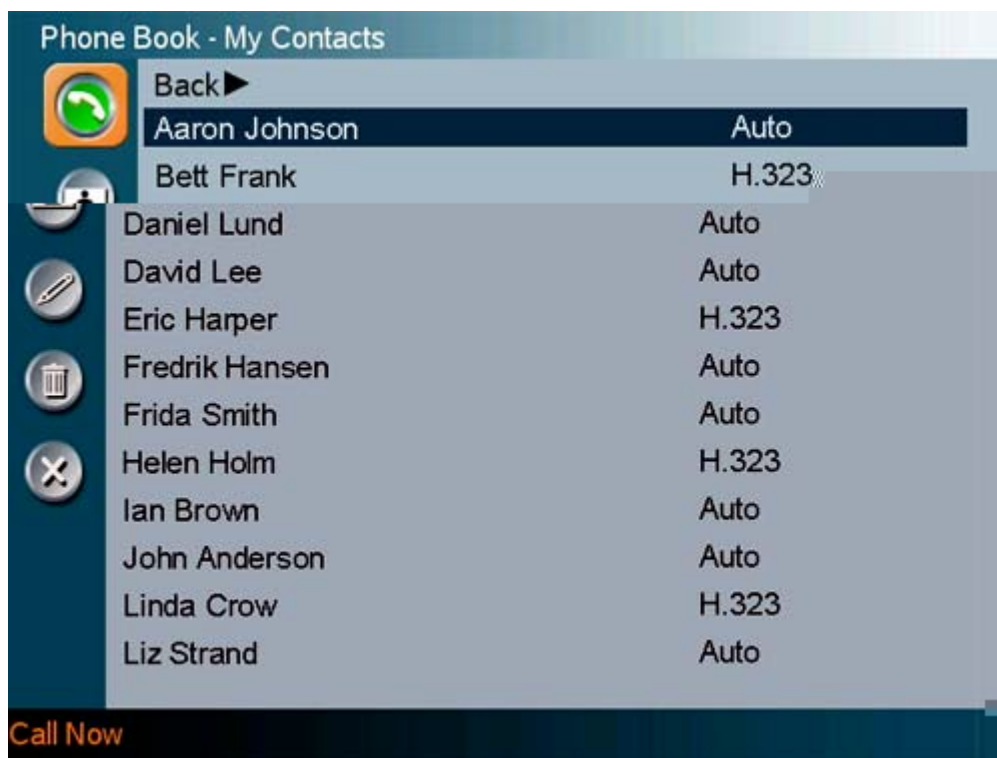 Phone Book - My Contacts
Back►
Aaron Johnson Auto
Bett Frank H.323
Daniel Lund Auto
David Lee Auto
Eric Harper H.323
Fredrik Hansen Auto
Frida Smith Auto
Helen Holm H.323
Ian Brown Auto
John Anderson Auto
Linda Crow H.323
Liz Strand Auto
Call Now